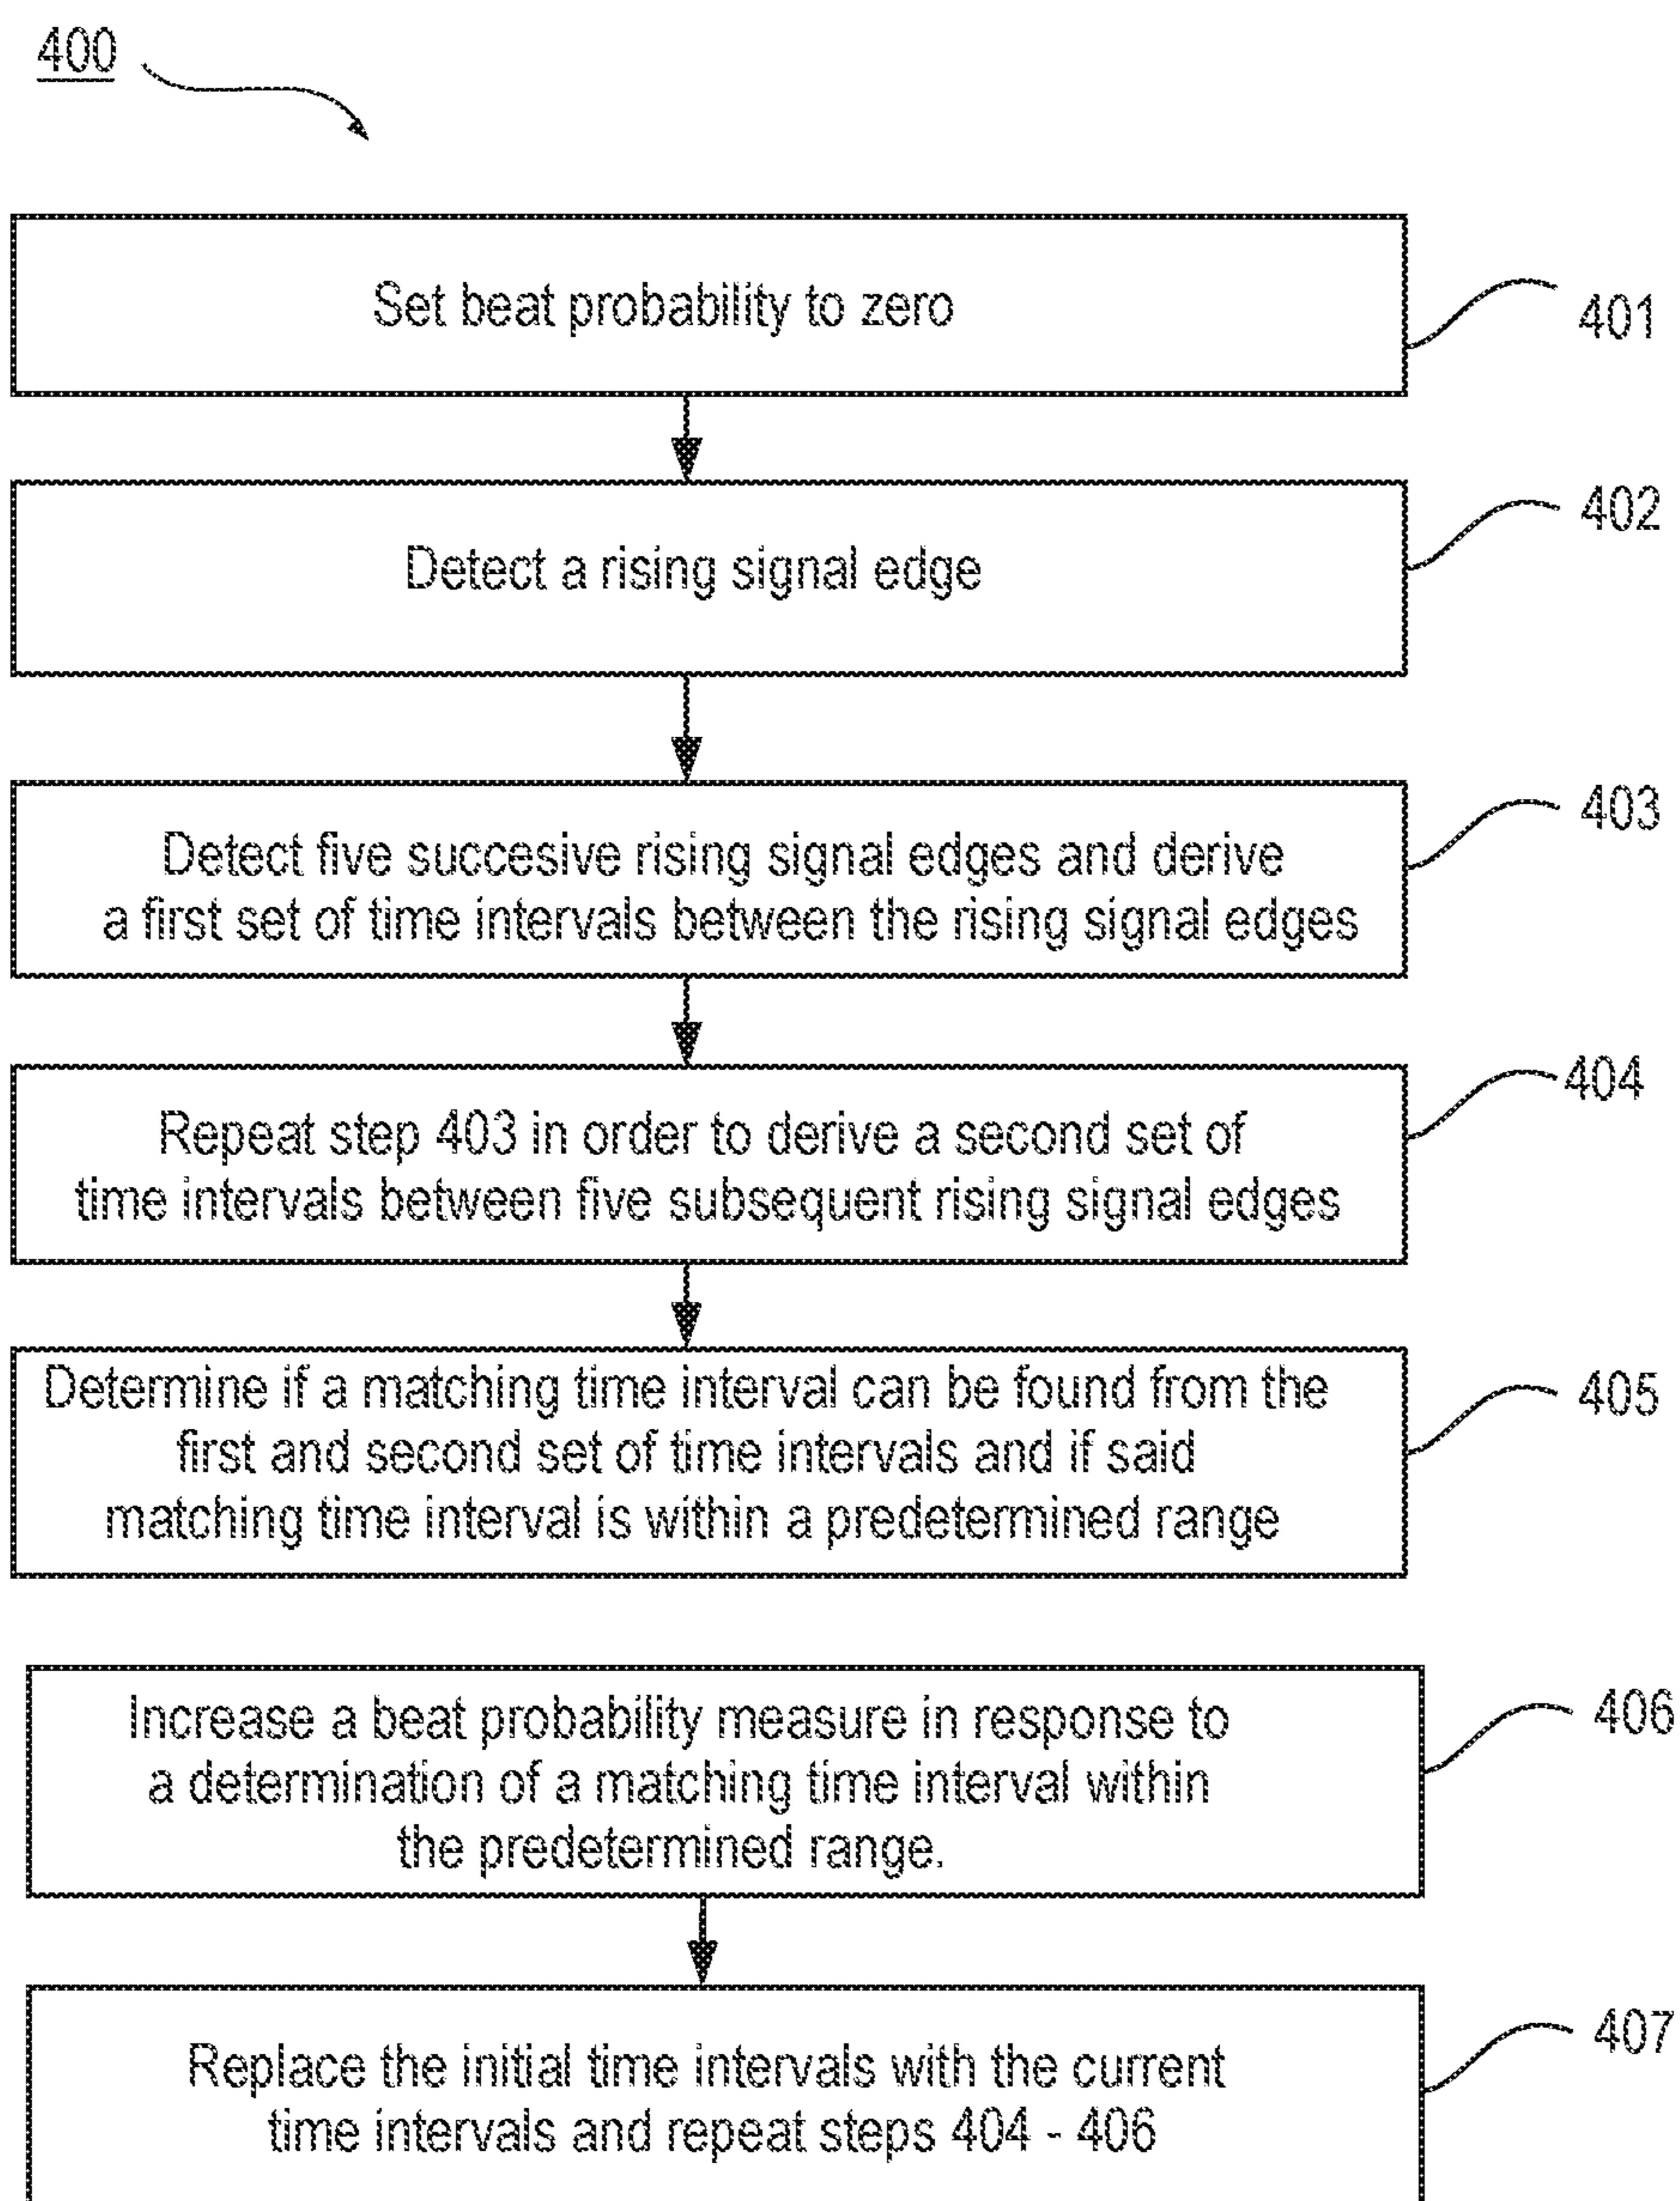 400
Set beat probability to zero
401
Detect a rising signal edge
402
Detect five succesive rising signal edges and derive
a first set of time intervals between the rising signal edges
403
Repeat step 403 in order to derive a second set of
time intervals between five subsequent rising signal edges
404
Determine if a matching time interval can be found from the
first and second set of time intervals and if said
matching time interval is within a predetermined range
405
Increase a beat probability measure in response to
a determination of a matching time interval within
the predetermined range.
406
Replace the initial time intervals with the current
time intervals and repeat steps 404 - 406
407